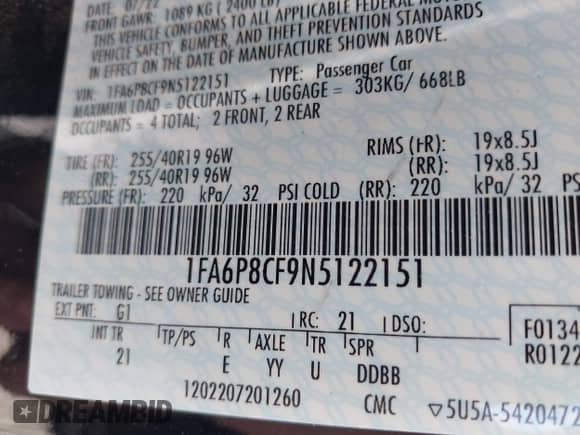 DATE: 07/22
FRONT GAWR: 1089 KG ( 2400 LB)
THIS VEHICLE CONFORMS TO ALL APPLICABLE FEDERAL
VEHICLE SAFETY, BUMPER, AND THEFT PREVENTION STANDARDS
IN EFFECT ON THE DATE OF MANUFACTURE SHOWN ABOVE.
VIN: 1FA6P8CF9N5122151 TYPE: Passenger Car
MAXIMUM LOAD = OCCUPANTS + LUGGAGE = 303KG/ 668LB
OCCUPANTS = 4 TOTAL; 2 FRONT, 2 REAR
TIRE (FR): 255/40R19 96W RIMS (FR): 19x8.5J
(RR): 255/40R19 96W (RR): 19x8.5J
PRESSURE (FR): 220 kPa/ 32 PSI COLD (RR): 220 kPa/ 32 PS
1FA6P8CF9N5122151
TRAILER TOWING - SEE OWNER GUIDE
EXT PNT: G1 RC: 21 DSO:
INT TR TP/PS R AXLE TR SPR
21 E YY U DDBB
F0134
R0122
1202207201260 CMC ▽5U5A-5420472
DREAMBID